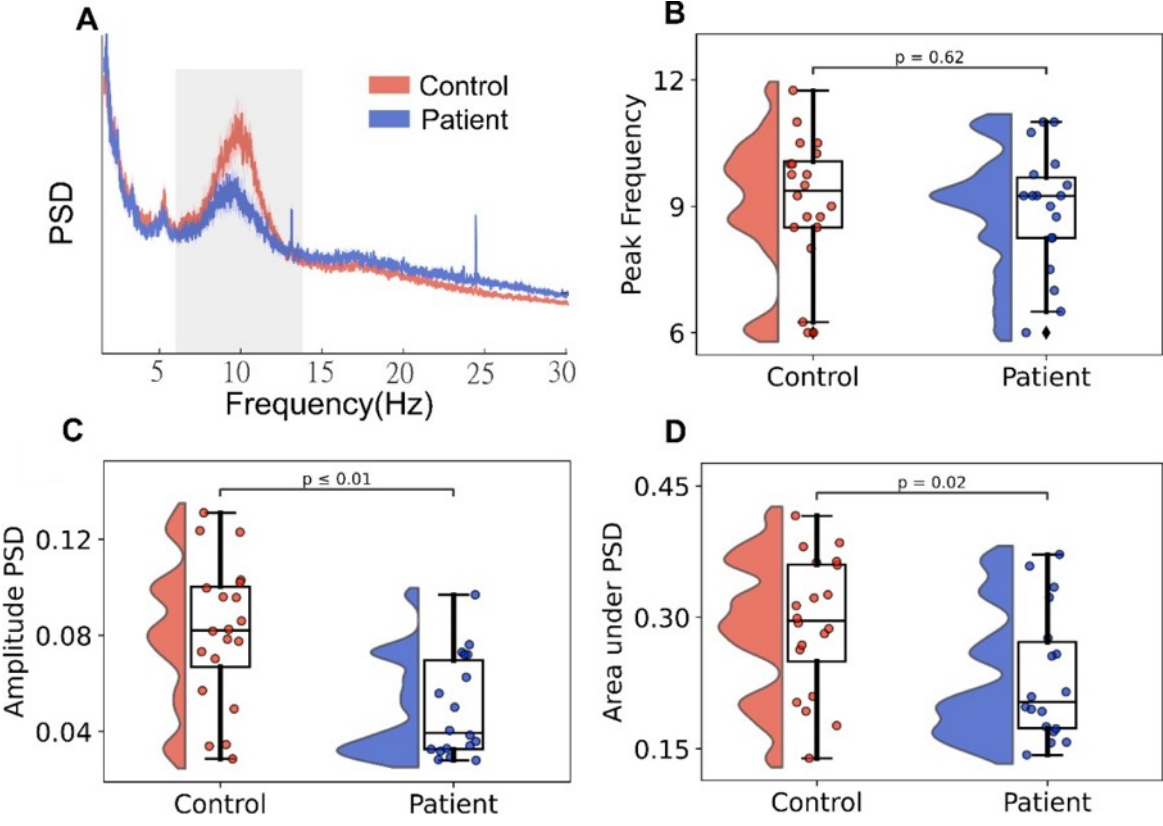 A
PSD
Control
Patient
5 10 15 20 25 30
Frequency(Hz)
B
Peak Frequency
12
9
6
p = 0.62
Control Patient
C
Amplitude PSD
0.12
0.08
0.04
p ≤ 0.01
Control Patient
D
Area under PSD
0.45
0.30
0.15
p = 0.02
Control Patient